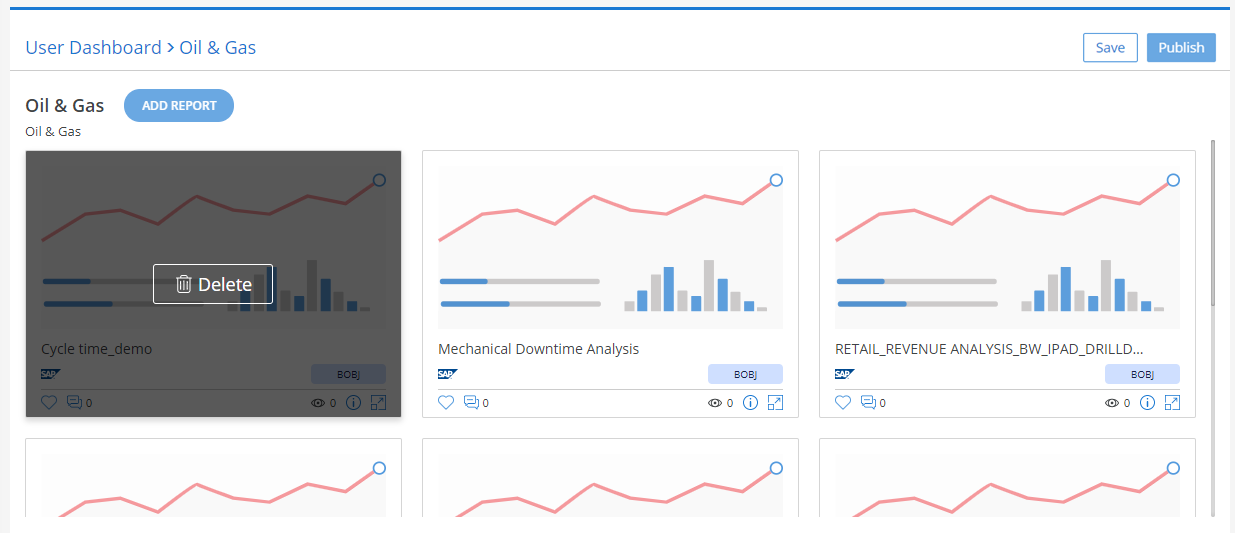 User Dashboard > Oil & Gas
Save
Publish
Oil & Gas
ADD REPORT
Oil & Gas
Delete
Cycle time_demo
SAP
BOBJ
0
0
Mechanical Downtime Analysis
SAP
BOBJ
0
0
RETAIL_REVENUE ANALYSIS_BW_IPAD_DRILLD...
SAP
BOBJ
0
0